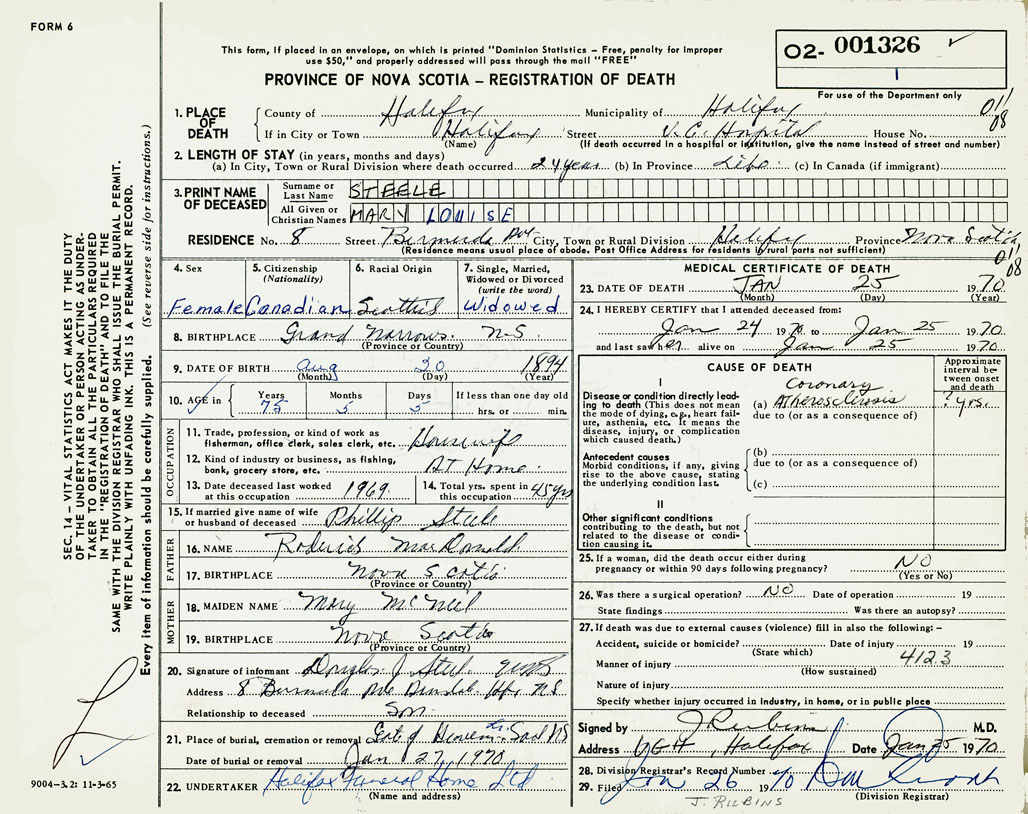 FORM 6
This form, if placed in an envelope, on which is printed "Dominion Statistics – Free, penalty for improper
use $50," and properly addressed will pass through the mail "FREE"
PROVINCE OF NOVA SCOTIA – REGISTRATION OF DEATH
O2- 001326
1
For use of the Department only
011
08
1. PLACE OF DEATH
County of Halifax Municipality of Halifax
If in City or Town Halifax Street V.G. Hospital House No.
(Name) (If death occurred in a hospital or institution, give the name instead of street and number)
2. LENGTH OF STAY (in years, months and days)
(a) In City, Town or Rural Division where death occurred 24 years (b) In Province Life (c) In Canada (if immigrant)
3. PRINT NAME OF DECEASED
Surname or Last Name STEELE
All Given or Christian Names MARY LOUISE
RESIDENCE No. 8 Street Bermuda City, Town or Rural Division Halifax Province Nova Scotia
(Residence means usual place of abode. Post Office Address for residents in rural parts not sufficient)
011
08
4. Sex
Female
5. Citizenship
(Nationality)
Canadian
6. Racial Origin
Scottish
7. Single, Married, Widowed or Divorced
(write the word)
Widowed
8. BIRTHPLACE Grand Narrows. N-S
(Province or Country)
9. DATE OF BIRTH Aug 20 1894
(Month) (Day) (Year)
10. AGE in Years Months Days If less than one day old
75 5 5 hrs. or min.
OCCUPATION
11. Trade, profession, or kind of work as
fisherman, office clerk, sales clerk, etc. Housewife
12. Kind of industry or business, as fishing,
bank, grocery store, etc. At Home.
13. Date deceased last worked
at this occupation 1969.
14. Total yrs. spent in
this occupation 45 yrs
15. If married give name of wife
or husband of deceased Phillip Steele
FATHER
16. NAME Roderick MacDonald
17. BIRTHPLACE Nova Scotia
(Province or Country)
MOTHER
18. MAIDEN NAME Mary McNeil
19. BIRTHPLACE Nova Scotia
(Province or Country)
20. Signature of informant Douglas J Steele
Address 8 Bermuda Hfx N S
Relationship to deceased Son
21. Place of burial, cremation or removal Gate of Heaven Sack NS
Date of burial or removal Jan 27, 1970
22. UNDERTAKER Halifax Funeral Home Ltd
(Name and address)
MEDICAL CERTIFICATE OF DEATH
23. DATE OF DEATH JAN 25 1970
(Month) (Day) (Year)
24. I HEREBY CERTIFY that I attended deceased from:
Jan 24 1970 to Jan 25 1970
and last saw her alive on Jan 25 1970
CAUSE OF DEATH
Approximate interval between onset and death
I
Disease or condition directly leading to death (This does not mean
the mode of dying, e.g., heart failure, asthenia, etc. It means the
disease, injury, or complication which caused death.)
Coronary
(a) Atherosclerosis ? yrs.
due to (or as a consequence of)
Antecedent causes
Morbid conditions, if any, giving
rise to the above cause, stating
the underlying condition last.
(b)
due to (or as a consequence of)
(c)
II
Other significant conditions
contributing to the death, but not
related to the disease or condition causing it.
25. If a woman, did the death occur either during
pregnancy or within 90 days following pregnancy? NO
(Yes or No)
26. Was there a surgical operation? NO Date of operation 19
State findings Was there an autopsy?
27. If death was due to external causes (violence) fill in also the following: –
Accident, suicide or homicide? Date of injury 19
(State which) 4123
Manner of injury
(How sustained)
Nature of injury
Specify whether injury occurred in industry, in home, or in public place
Signed by J Rubins M.D.
Address VGH, Halifax Date Jan 25 1970
28. Division Registrar's Record Number
29. Filed Jan 26 1970
(Division Registrar)
SEC. 14 – VITAL STATISTICS ACT MAKES IT THE DUTY
OF THE UNDERTAKER OR PERSON ACTING AS UNDER-
TAKER TO OBTAIN ALL THE PARTICULARS REQUIRED
IN THE "REGISTRATION OF DEATH" AND TO FILE THE
SAME WITH THE DIVISION REGISTRAR WHO SHALL ISSUE THE BURIAL PERMIT.
WRITE PLAINLY WITH UNFADING INK. THIS IS A PERMANENT RECORD.
Every item of information should be carefully supplied. (See reverse side for instructions.)
9004–3.2: 11-3-65